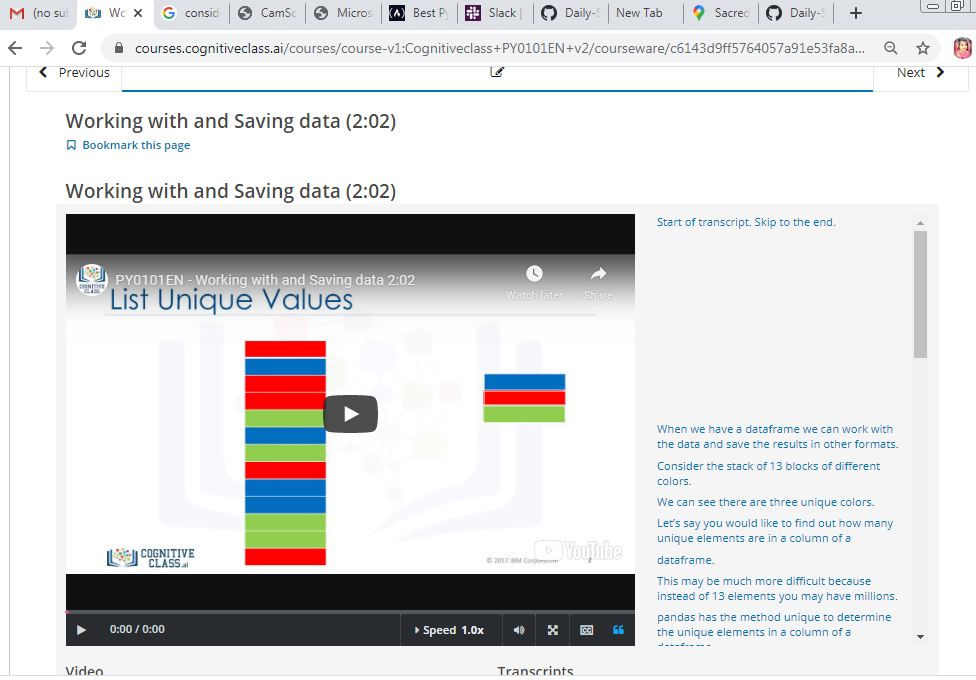 (no sul
Wo
consid
CamSc
Micros
Best Py
Slack |
Daily-S
New Tab
Sacred
Daily-S
courses.cognitiveclass.ai/courses/course-v1:Cognitiveclass+PY0101EN+v2/courseware/c6143d9ff5764057a91e53fa8a...
Previous
Next
Working with and Saving data (2:02)
Bookmark this page
Working with and Saving data (2:02)
PY0101EN - Working with and Saving data 2:02
Watch later
Share
List Unique Values
COGNITIVE
CLASS.ai
© 2017 IBM Corporation
2
YouTube
0:00 / 0:00
Speed 1.0x
Start of transcript. Skip to the end.
When we have a dataframe we can work with
the data and save the results in other formats.
Consider the stack of 13 blocks of different
colors.
We can see there are three unique colors.
Let's say you would like to find out how many
unique elements are in a column of a
dataframe.
This may be much more difficult because
instead of 13 elements you may have millions.
pandas has the method unique to determine
the unique elements in a column of a
dataframe.
Video
Transcripts